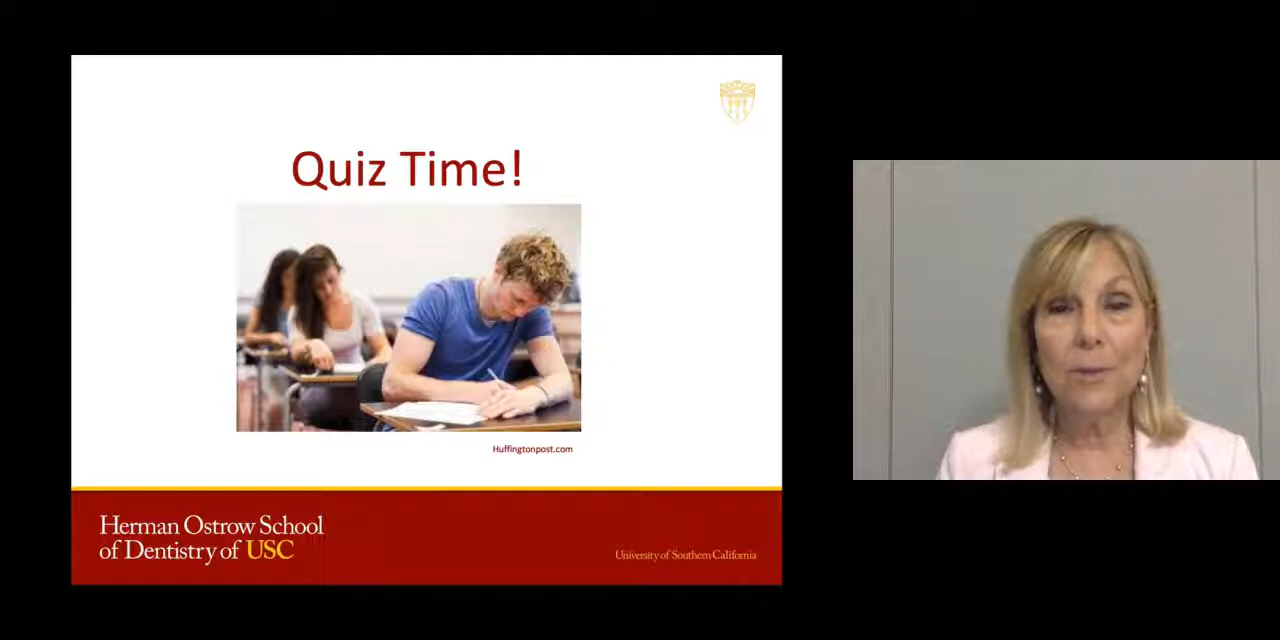 Quiz Time!
Huffingtonpost.com
Herman Ostrow School
of Dentistry of USC
University of Southern California